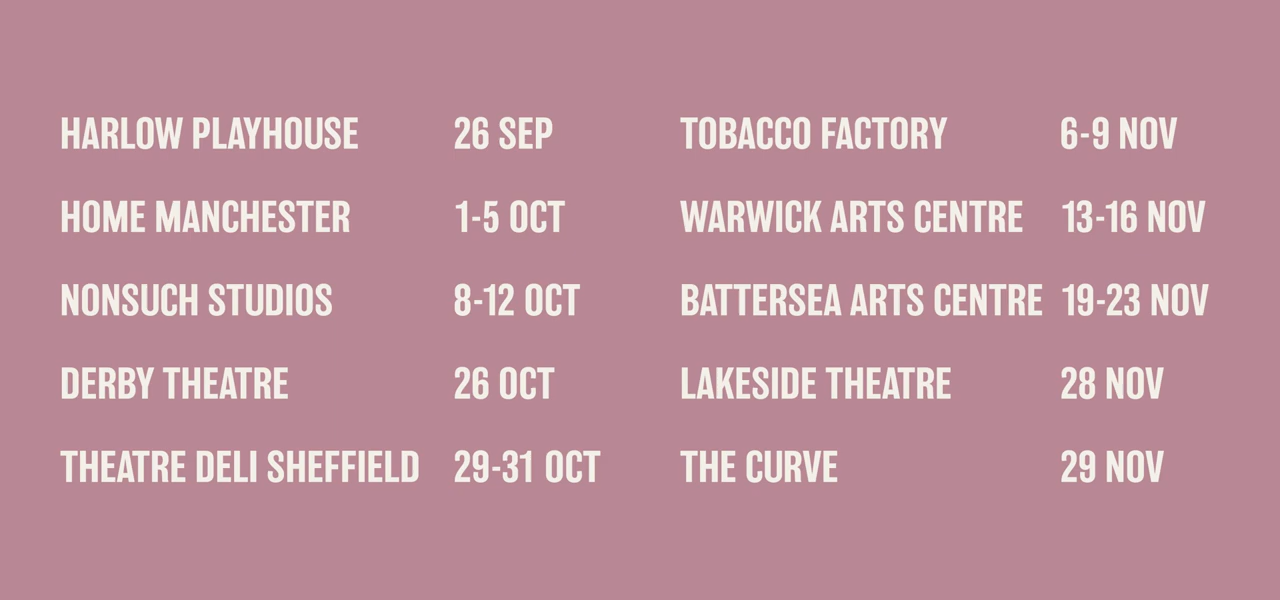 HARLOW PLAYHOUSE 26 SEP
HOME MANCHESTER 1-5 OCT
NONSUCH STUDIOS 8-12 OCT
DERBY THEATRE 26 OCT
THEATRE DELI SHEFFIELD 29-31 OCT
TOBACCO FACTORY 6-9 NOV
WARWICK ARTS CENTRE 13-16 NOV
BATTERSEA ARTS CENTRE 19-23 NOV
LAKESIDE THEATRE 28 NOV
THE CURVE 29 NOV